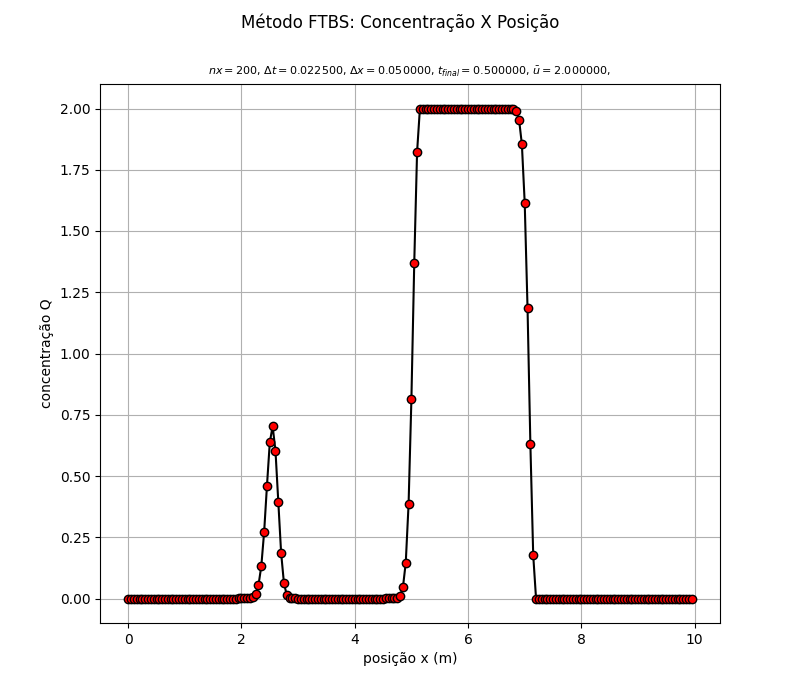 Método FTBS: Concentração X Posição
nx = 200, Δt = 0.022500, Δx = 0.050000, t_final = 0.500000, ū = 2.000000,
2.00
1.75
1.50
1.25
1.00
0.75
0.50
0.25
0.00
concentração Q
0 2 4 6 8 10
posição x (m)